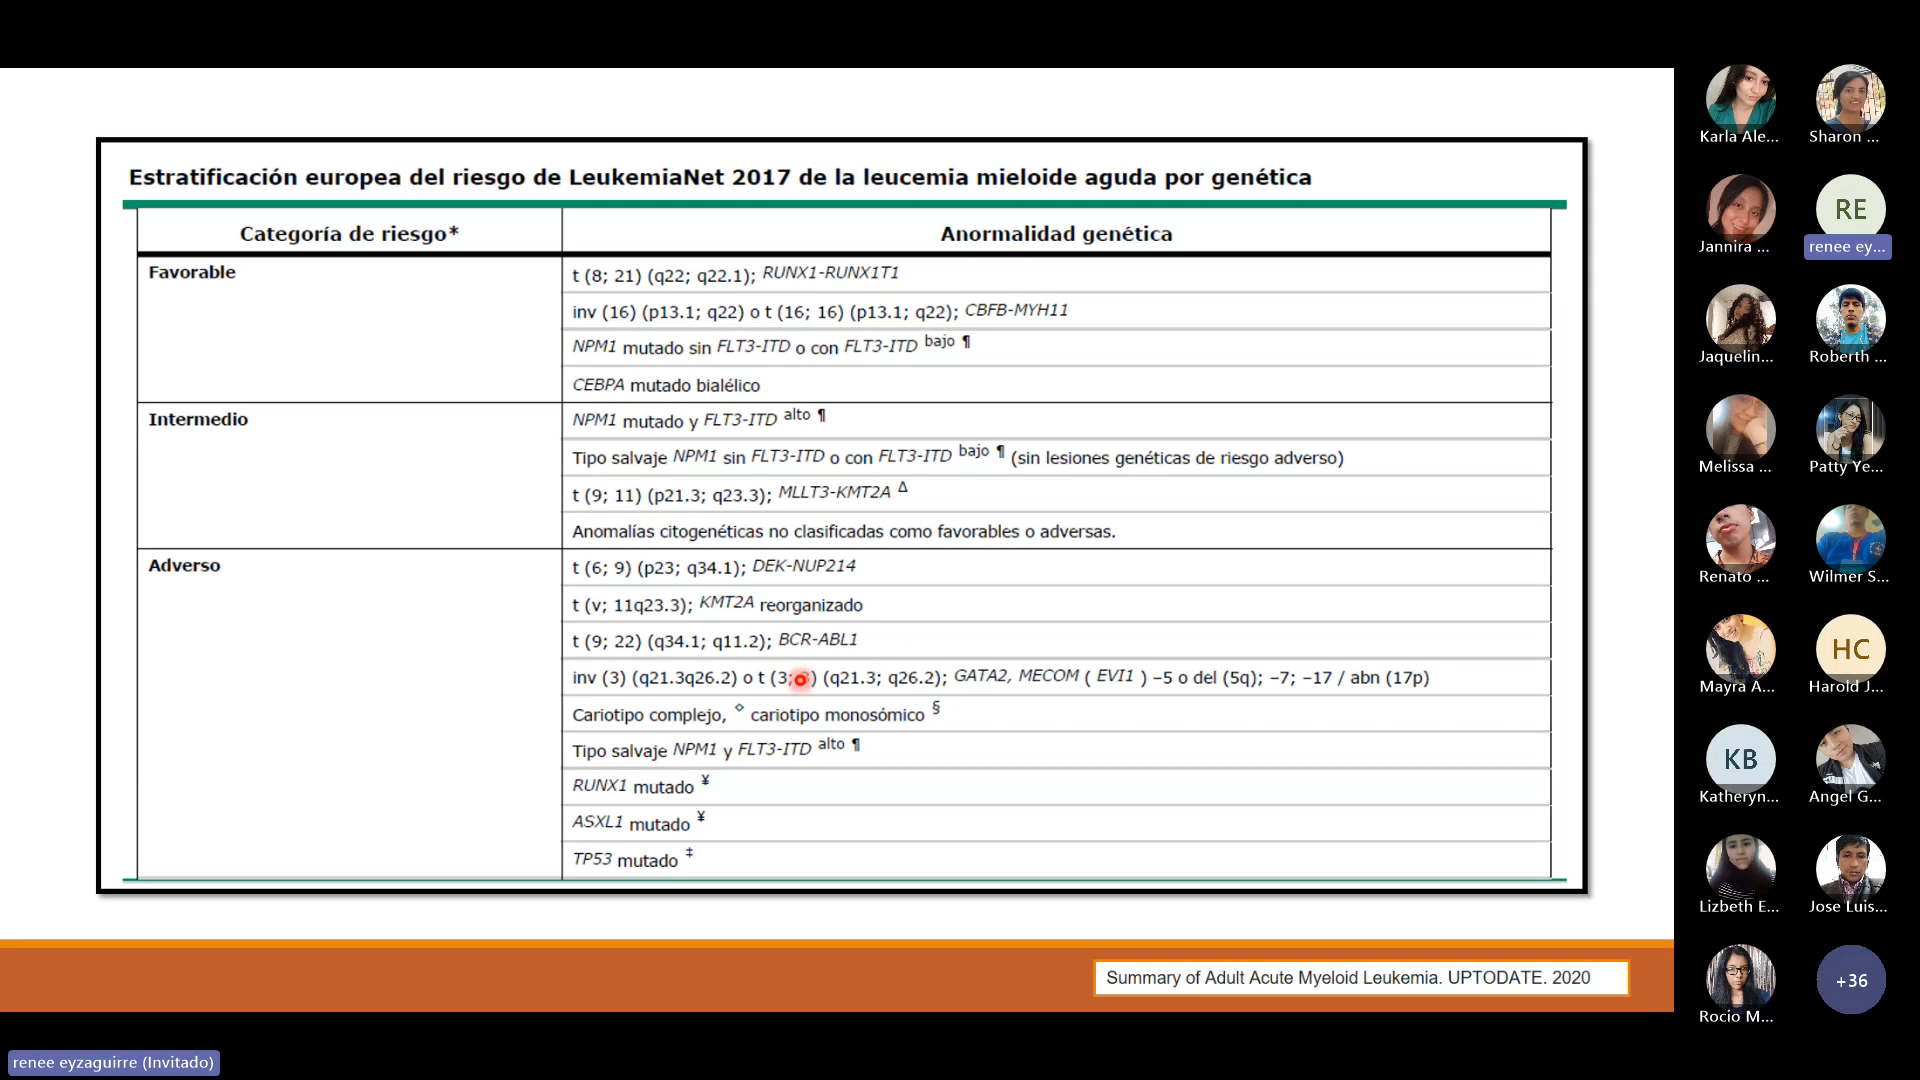 Estratificación europea del riesgo de LeukemiaNet 2017 de la leucemia mieloide aguda por genética
Categoría de riesgo*
Anormalidad genética
Favorable
t (8; 21) (q22; q22.1); RUNX1-RUNX1T1
inv (16) (p13.1; q22) o t (16; 16) (p13.1; q22); CBFB-MYH11
NPM1 mutado sin FLT3-ITD o con FLT3-ITD bajo ¶
CEBPA mutado bialélico
Intermedio
NPM1 mutado y FLT3-ITD alto ¶
Tipo salvaje NPM1 sin FLT3-ITD o con FLT3-ITD bajo ¶ (sin lesiones genéticas de riesgo adverso)
t (9; 11) (p21.3; q23.3); MLLT3-KMT2A Δ
Anomalías citogenéticas no clasificadas como favorables o adversas.
Adverso
t (6; 9) (p23; q34.1); DEK-NUP214
t (v; 11q23.3); KMT2A reorganizado
t (9; 22) (q34.1; q11.2); BCR-ABL1
inv (3) (q21.3q26.2) o t (3; ) (q21.3; q26.2); GATA2, MECOM ( EVI1 ) –5 o del (5q); –7; –17 / abn (17p)
Cariotipo complejo, ◊ cariotipo monosómico §
Tipo salvaje NPM1 y FLT3-ITD alto ¶
RUNX1 mutado ¥
ASXL1 mutado ¥
TP53 mutado ‡
Summary of Adult Acute Myeloid Leukemia. UPTODATE. 2020
renee eyzaguirre (Invitado)
Karla Ale...
Sharon ...
Jannira ...
RE
renee ey...
Jaquelin...
Roberth ...
Melissa ...
Patty Ye...
Renato ...
Wilmer S...
Mayra A...
HC
Harold J...
KB
Katheryn...
Angel G...
Lizbeth E...
Jose Luis...
Rocio M...
+36